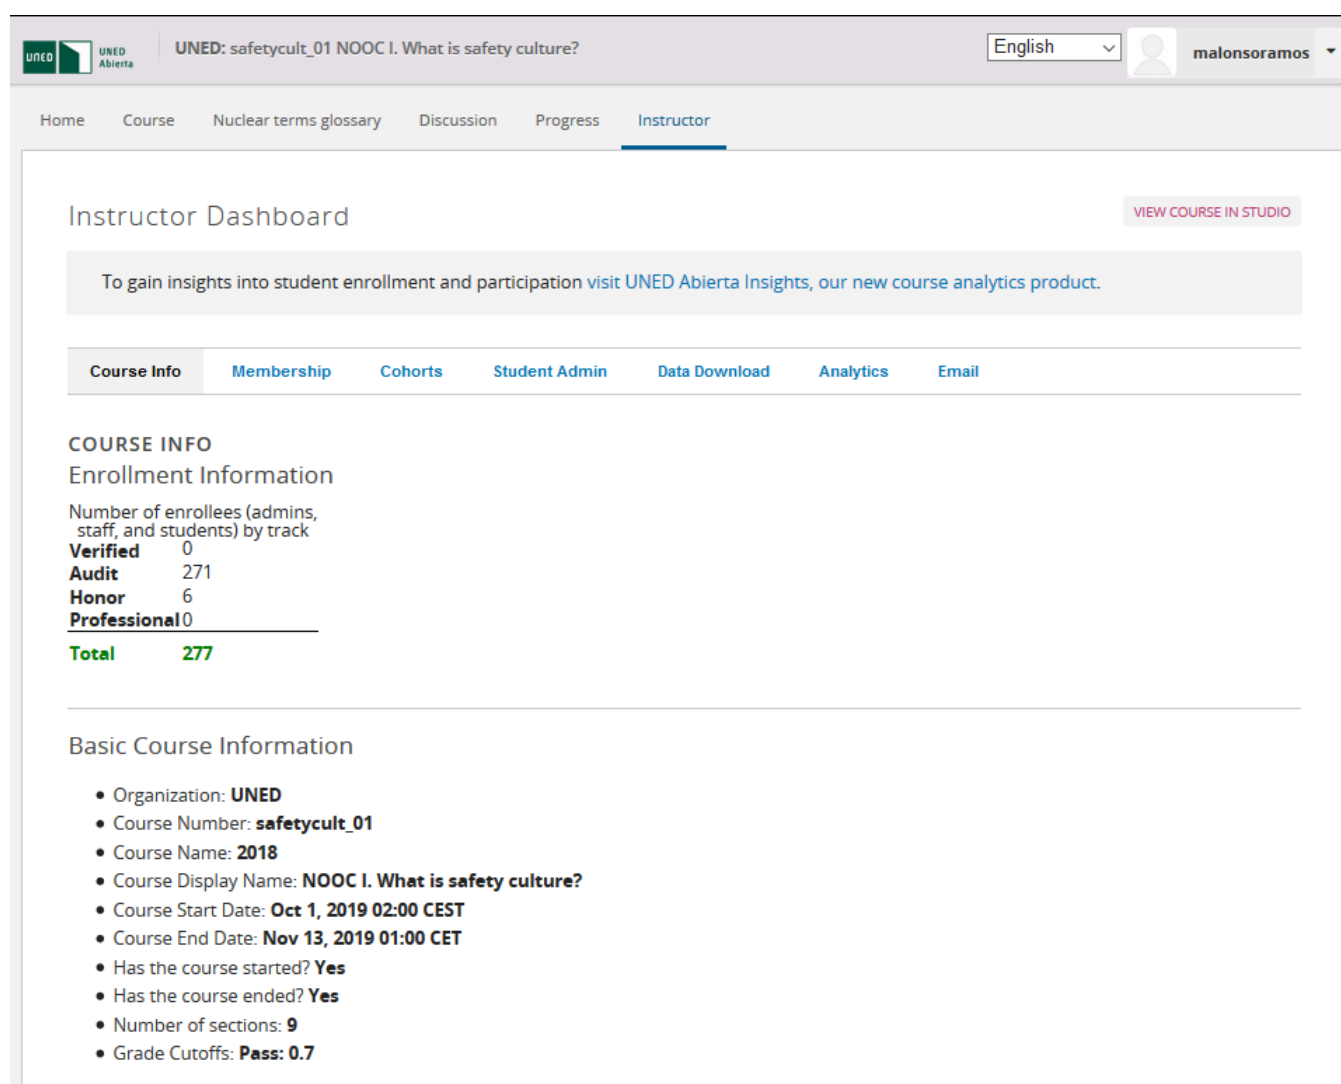 UNED
UNED
Abierta
UNED: safetycult_01 NOOC I. What is safety culture?
English
malonsoramos
Home Course Nuclear terms glossary Discussion Progress Instructor
Instructor Dashboard
VIEW COURSE IN STUDIO
To gain insights into student enrollment and participation visit UNED Abierta Insights, our new course analytics product.
Course Info Membership Cohorts Student Admin Data Download Analytics Email
COURSE INFO
Enrollment Information
Number of enrollees (admins,
staff, and students) by track
Verified 0
Audit 271
Honor 6
Professional 0
Total 277
Basic Course Information
• Organization: UNED
• Course Number: safetycult_01
• Course Name: 2018
• Course Display Name: NOOC I. What is safety culture?
• Course Start Date: Oct 1, 2019 02:00 CEST
• Course End Date: Nov 13, 2019 01:00 CET
• Has the course started? Yes
• Has the course ended? Yes
• Number of sections: 9
• Grade Cutoffs: Pass: 0.7